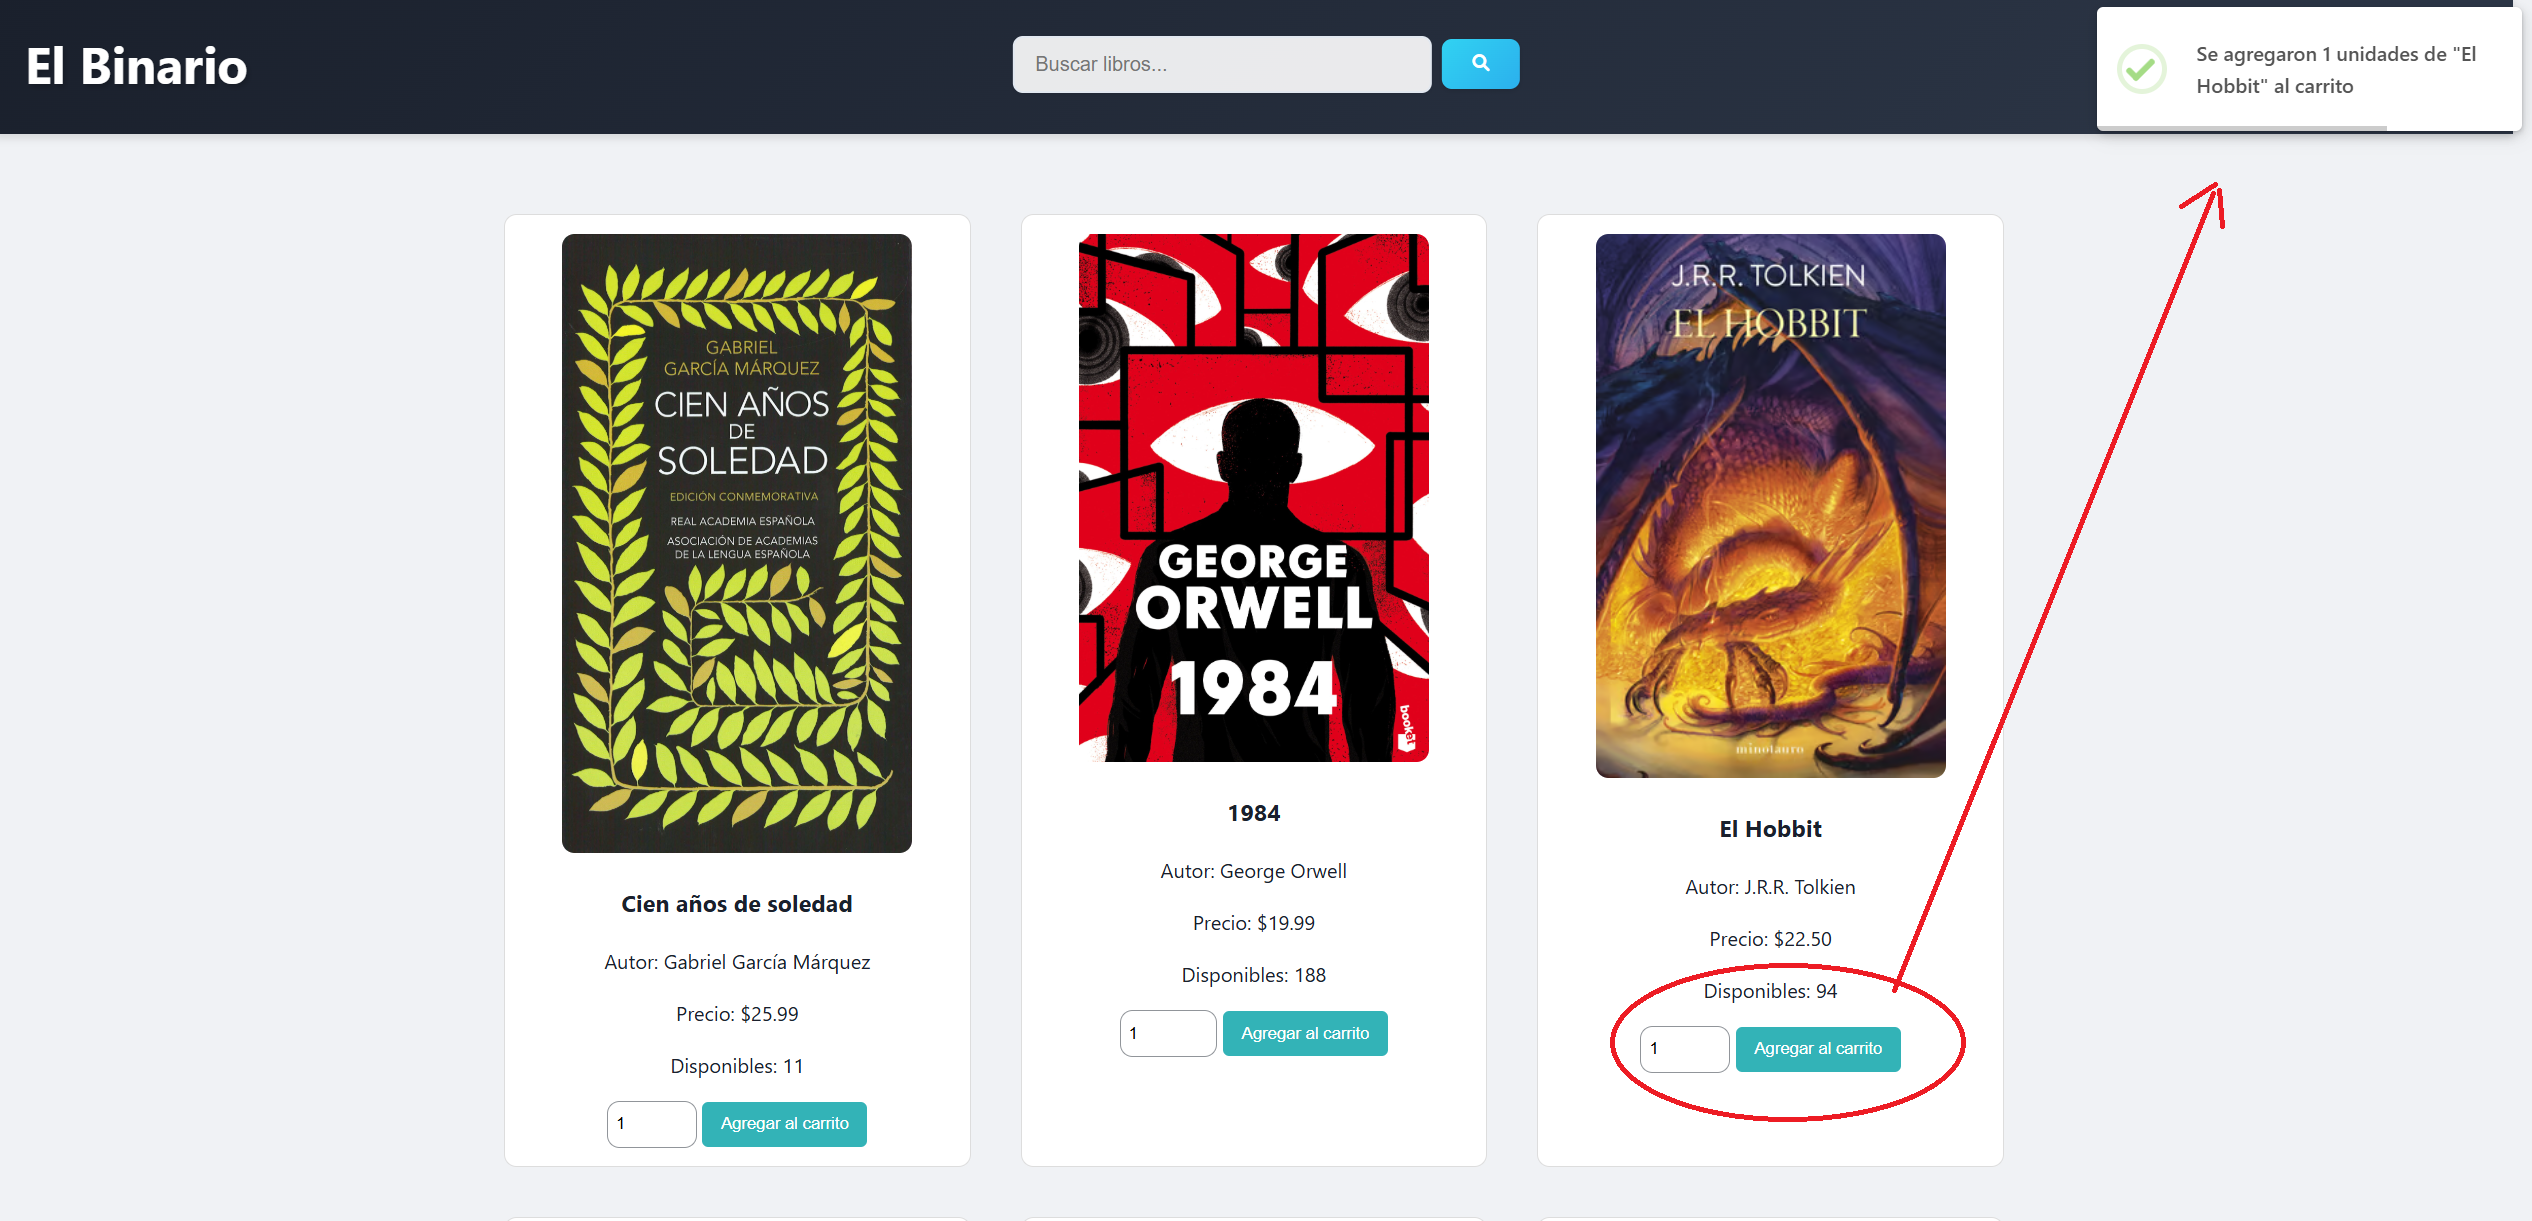 El Binario
Buscar libros...
Se agregaron 1 unidades de "El
Hobbit" al carrito
GABRIEL
GARCÍA MÁRQUEZ
CIEN AÑOS
DE
SOLEDAD
EDICIÓN CONMEMORATIVA
REAL ACADEMIA ESPAÑOLA
ASOCIACIÓN DE ACADEMIAS
DE LA LENGUA ESPAÑOLA
Cien años de soledad
Autor: Gabriel García Márquez
Precio: $25.99
Disponibles: 11
1
Agregar al carrito
GEORGE
ORWELL
1984
booket
1984
Autor: George Orwell
Precio: $19.99
Disponibles: 188
1
Agregar al carrito
J.R.R. TOLKIEN
EL HOBBIT
minotauro
El Hobbit
Autor: J.R.R. Tolkien
Precio: $22.50
Disponibles: 94
1
Agregar al carrito